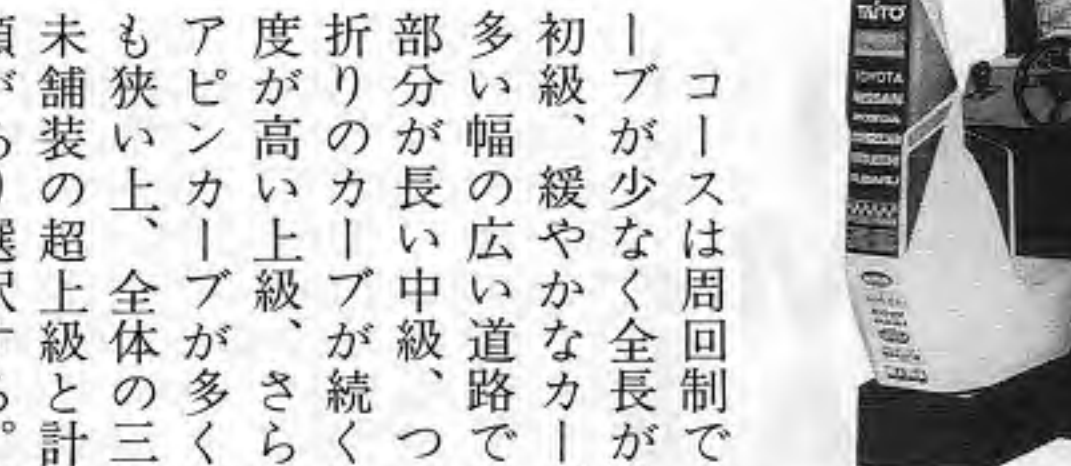 コースは周回制で
ーブが少なく全長が
初級、緩やかなカー
多い幅の広い道路で
部分が長い中級、つ
折りのカーブが続く
度が高い上級、さら
アピンカーブが多く
も狭い上、全体の三
未舗装の超上級と計
TAITO
TOYOTA
NISSAN
SUBARU